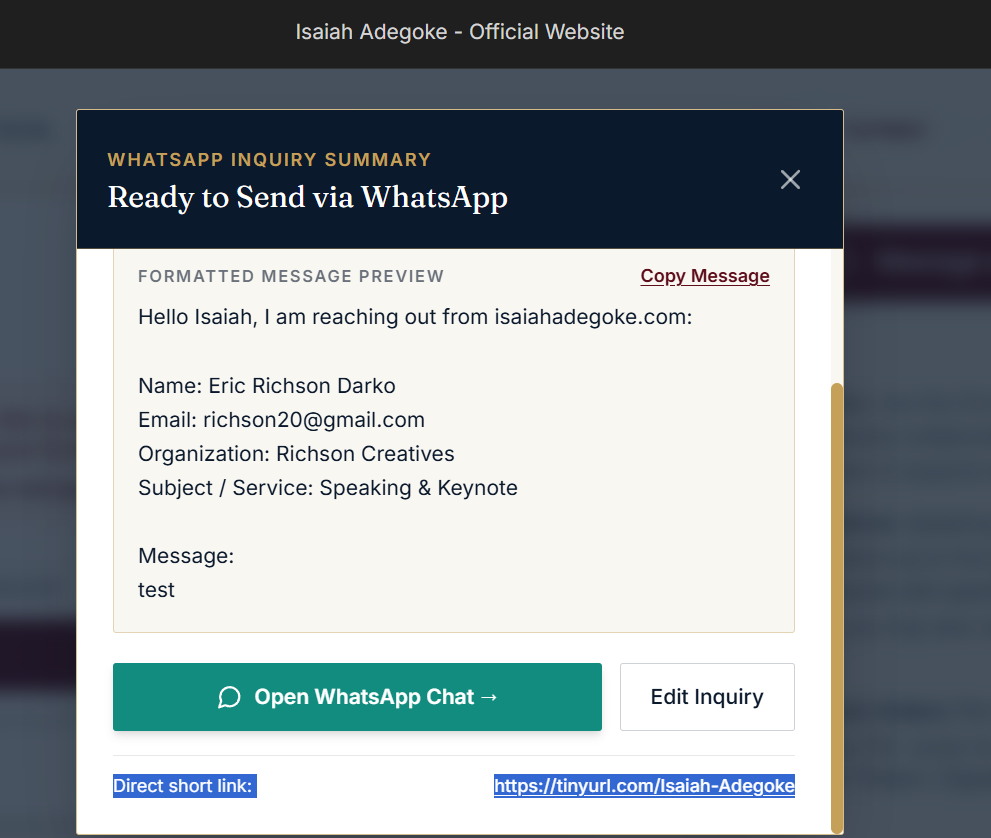 Isaiah Adegoke - Official Website
WHATSAPP INQUIRY SUMMARY
Ready to Send via WhatsApp
FORMATTED MESSAGE PREVIEW
Copy Message
Hello Isaiah, I am reaching out from isaiahadegoke.com:
Name: Eric Richson Darko
Email: richson20@gmail.com
Organization: Richson Creatives
Subject / Service: Speaking & Keynote
Message:
test
Open WhatsApp Chat →
Edit Inquiry
Direct short link:
https://tinyurl.com/Isaiah-Adegoke